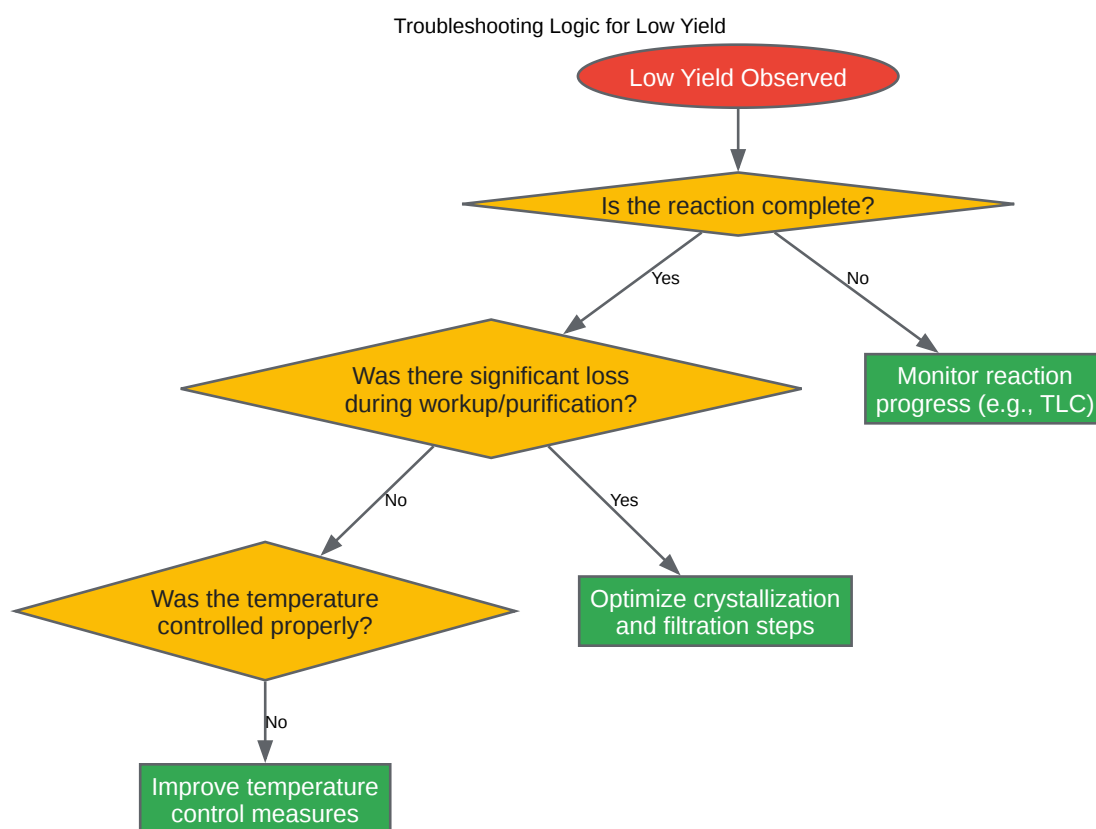 Troubleshooting Logic for Low Yield
Low Yield Observed
Is the reaction complete?
Yes
No
Was there significant loss
during workup/purification?
Monitor reaction
progress (e.g., TLC)
No
Yes
Was the temperature
controlled properly?
Optimize crystallization
and filtration steps
No
Improve temperature
control measures